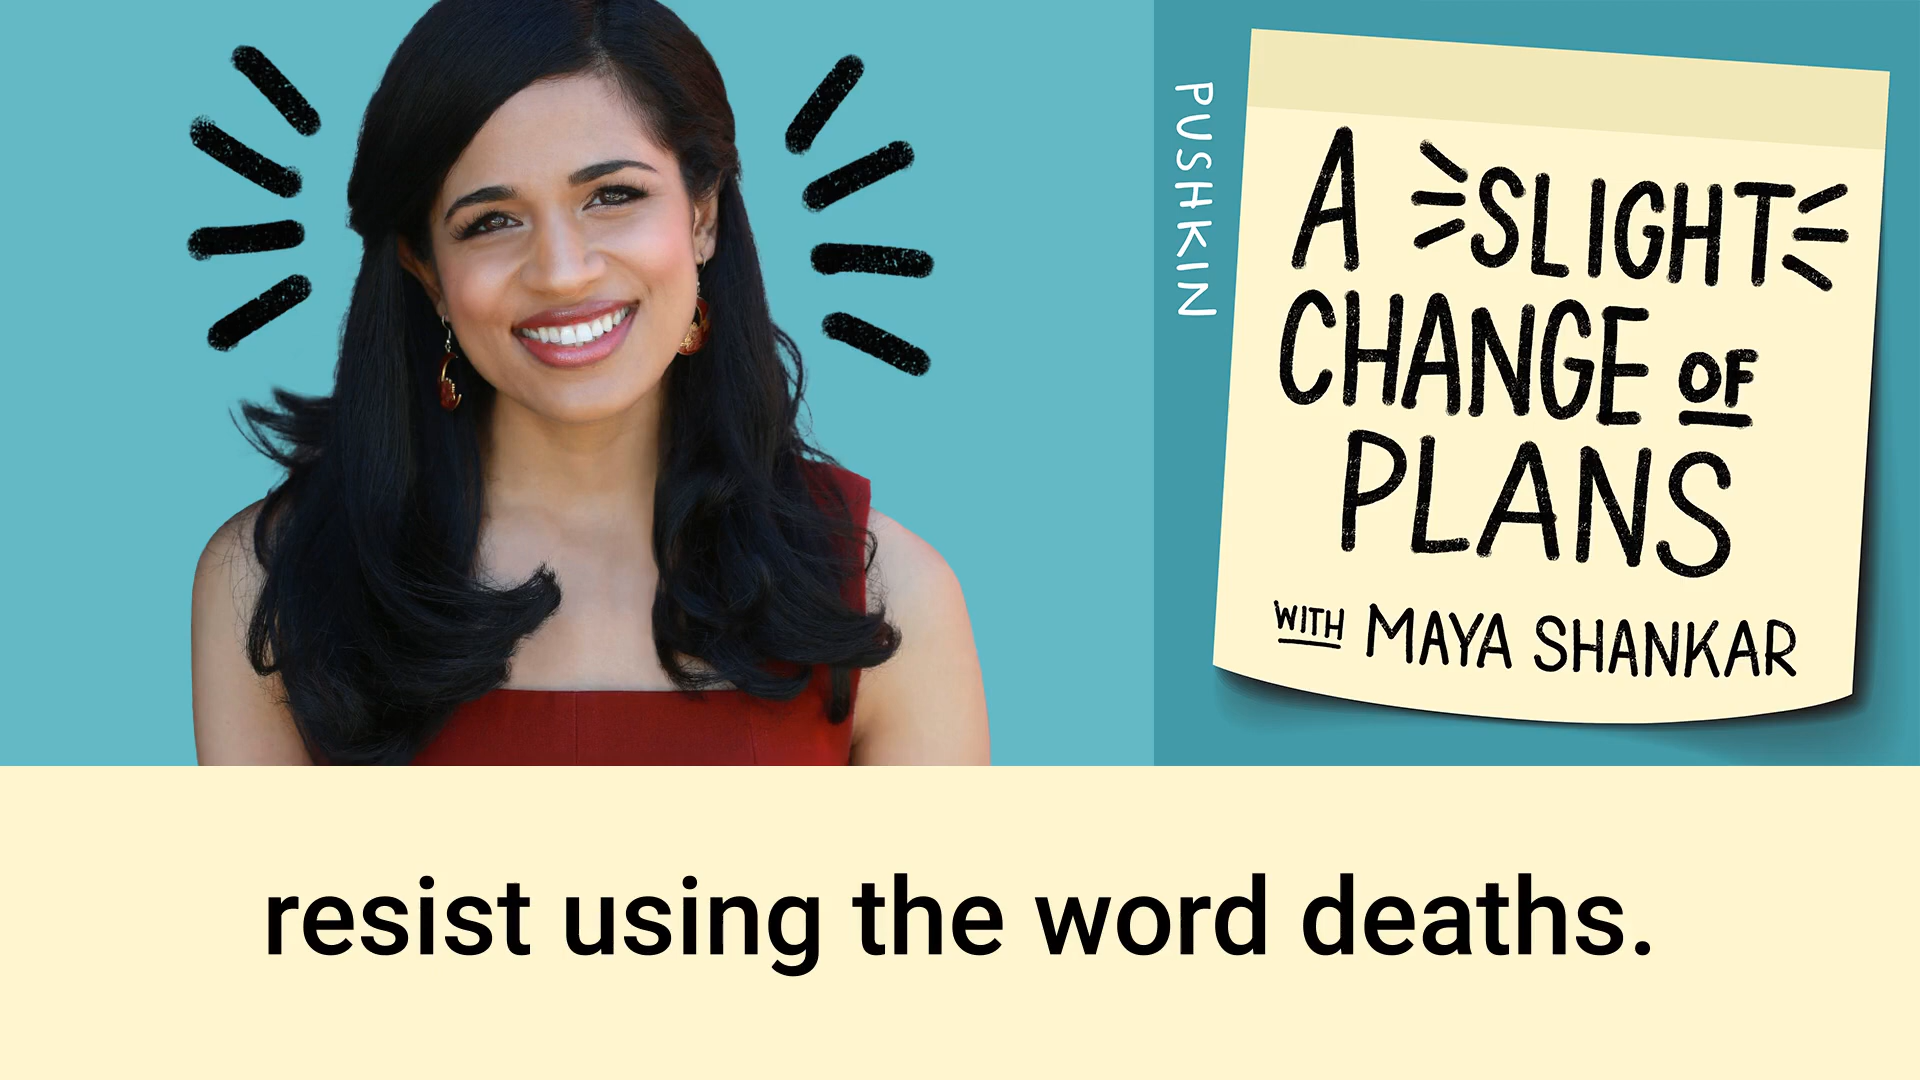 PUSHKIN
A SLIGHT
CHANGE OF
PLANS
WITH MAYA SHANKAR
resist using the word deaths.